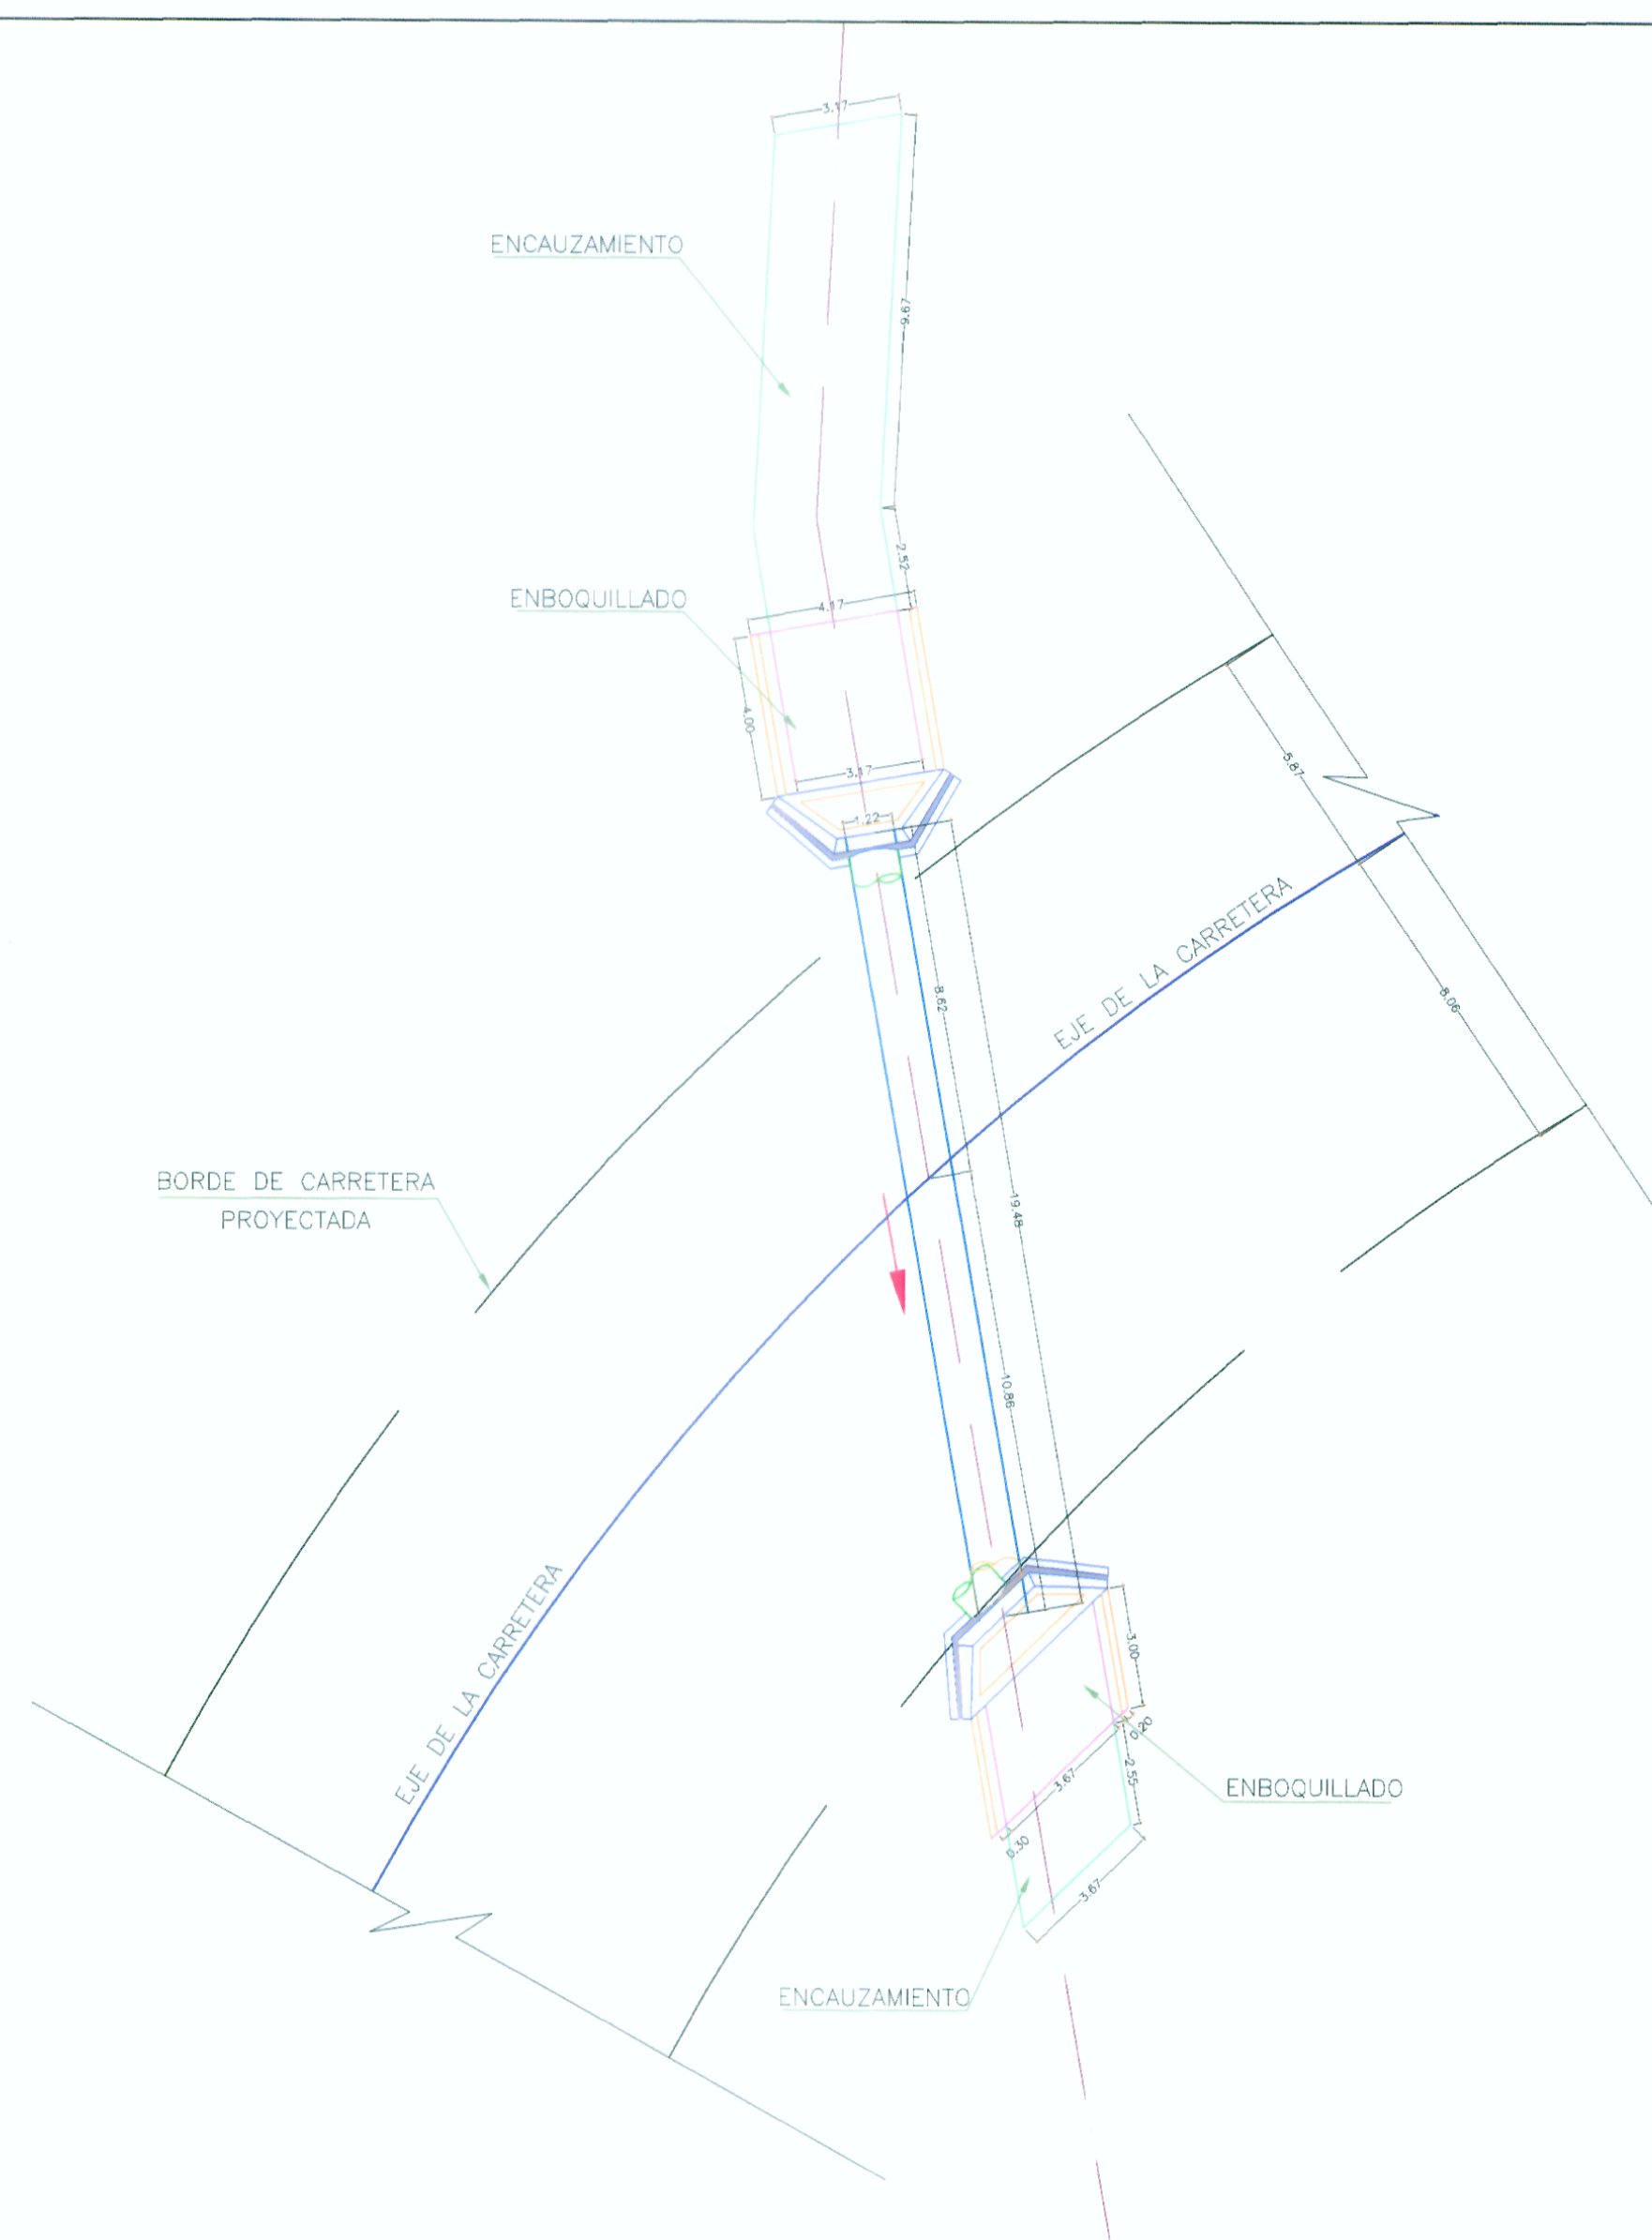 3.17
ENCAUZAMIENTO
9.67
2.52
ENBOQUILLADO
4.17
4.00
3.17
1.22
5.87
EJE DE LA CARRETERA
8.62
8.06
BORDE DE CARRETERA
PROYECTADA
19.48
10.86
EJE DE LA CARRETERA
3.00
0.20
2.55
3.67
ENBOQUILLADO
0.30
3.67
ENCAUZAMIENTO